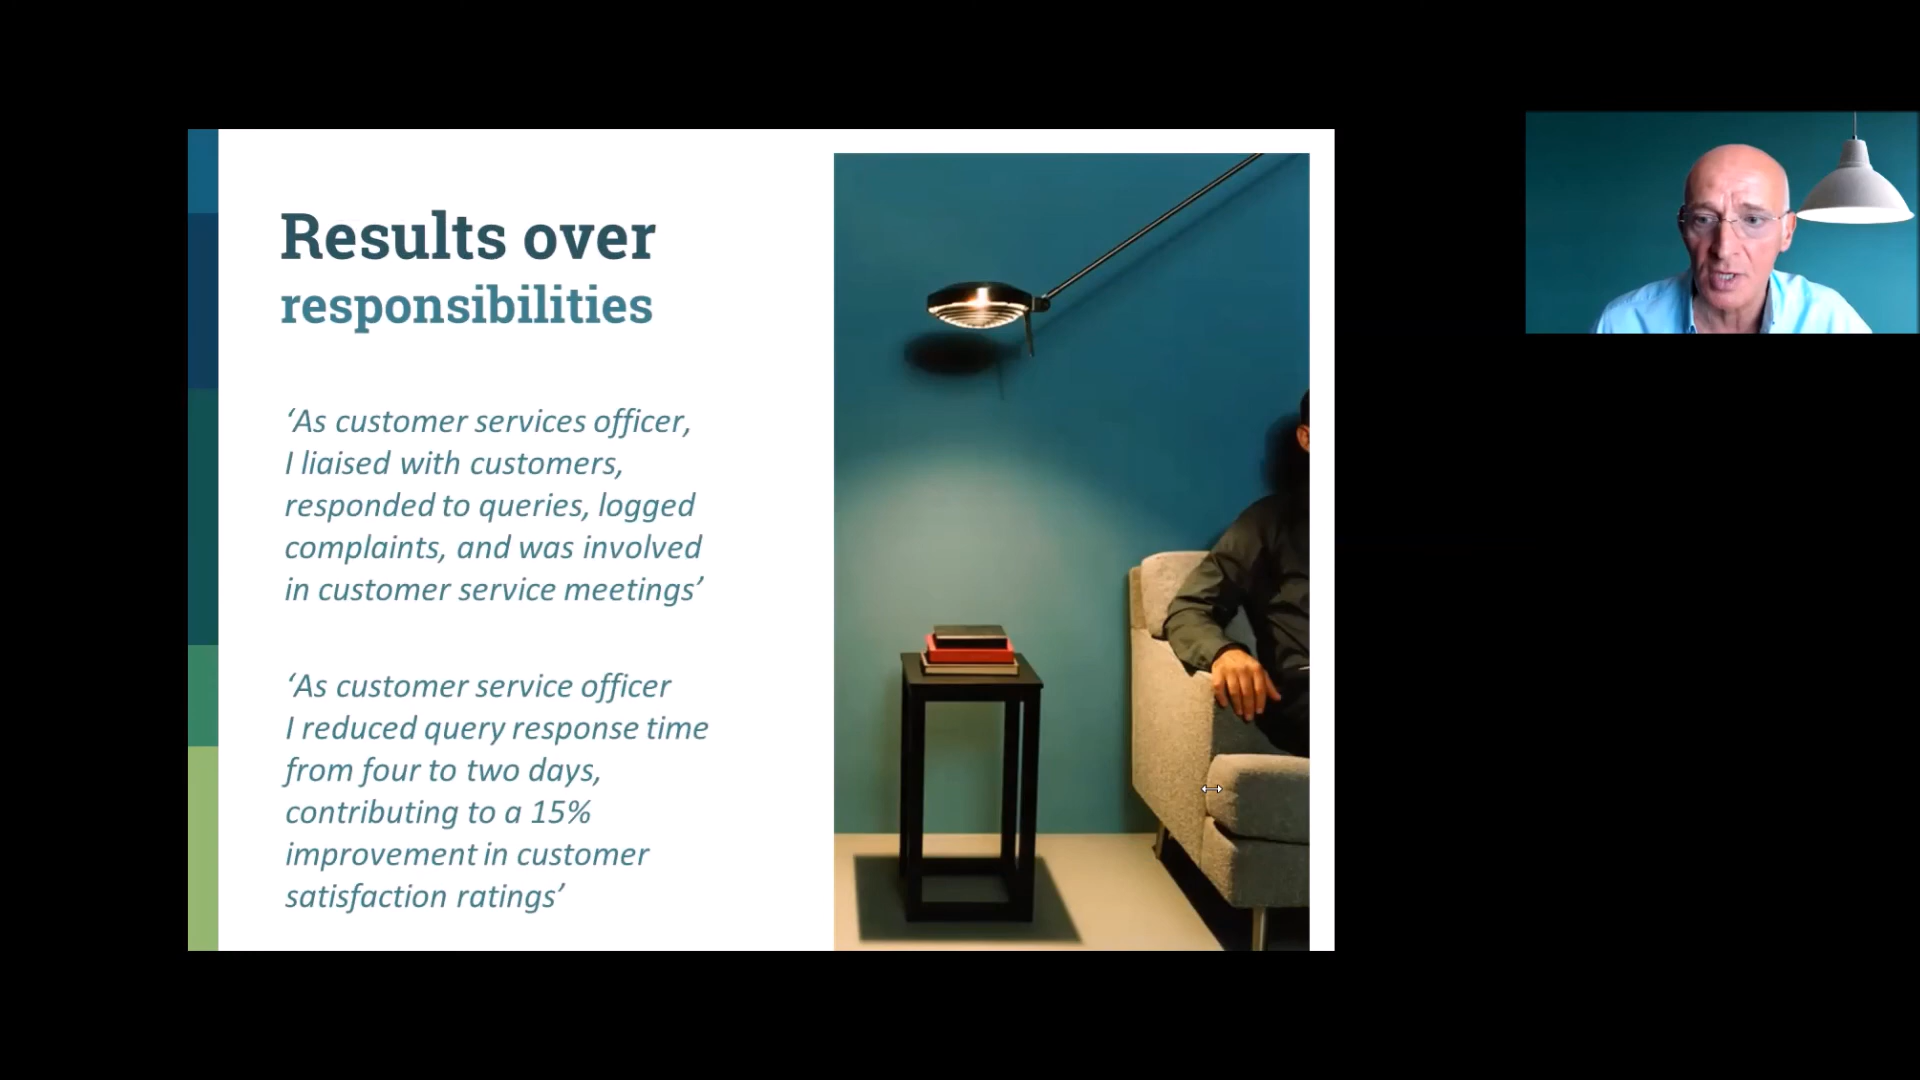 Results over
responsibilities
‘As customer services officer,
I liaised with customers,
responded to queries, logged
complaints, and was involved
in customer service meetings’
‘As customer service officer
I reduced query response time
from four to two days,
contributing to a 15%
improvement in customer
satisfaction ratings’